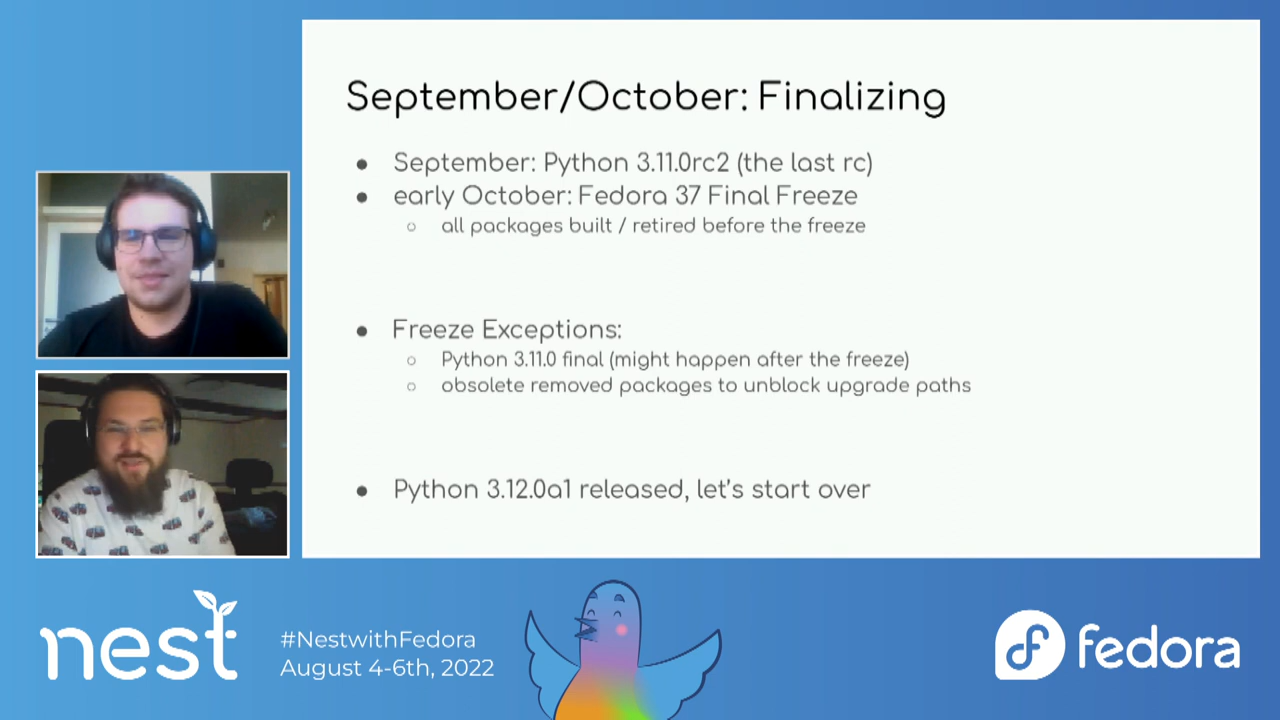 September/October: Finalizing
● September: Python 3.11.0rc2 (the last rc)
● early October: Fedora 37 Final Freeze
○ all packages built / retired before the freeze
● Freeze Exceptions:
○ Python 3.11.0 final (might happen after the freeze)
○ obsolete removed packages to unblock upgrade paths
● Python 3.12.0a1 released, let's start over
nest
#NestwithFedora
August 4-6th, 2022
fedora